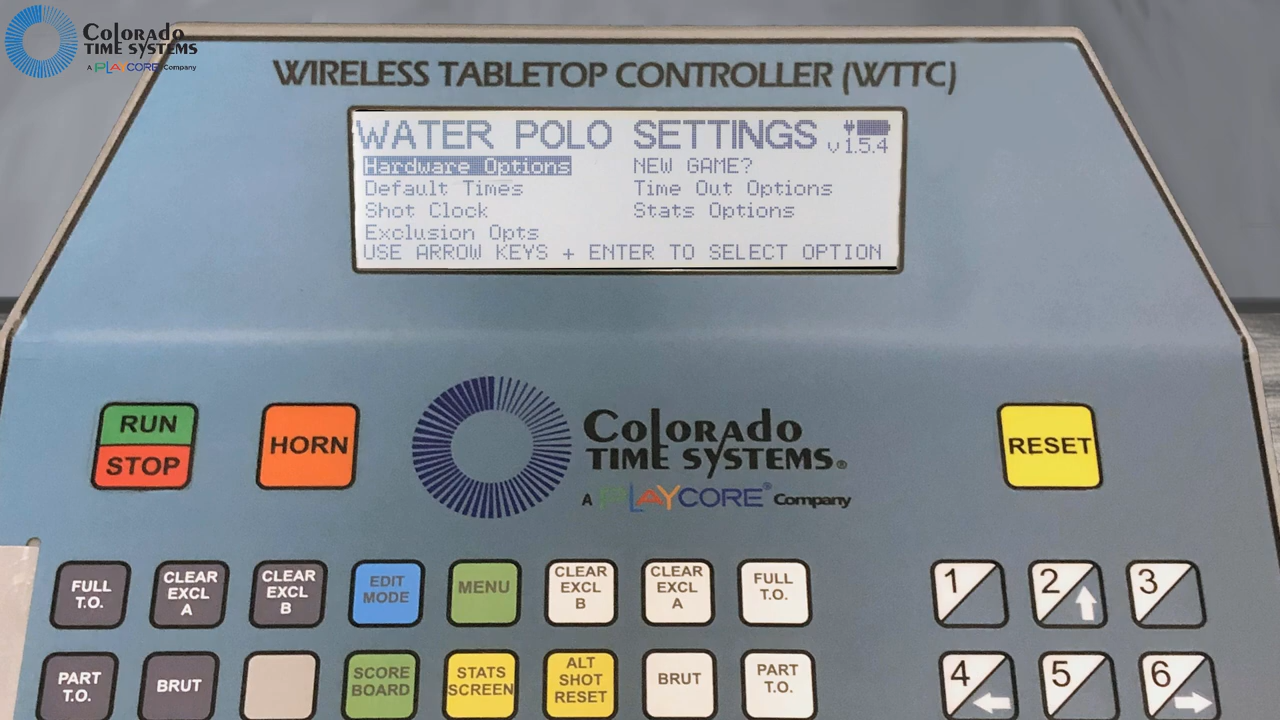 Colorado
TIME SYSTEMS
A PLAYCORE Company
WIRELESS TABLETOP CONTROLLER (WTTC)
WATER POLO SETTINGS
v1.5.4
Hardware Options
NEW GAME?
Default Times
Time Out Options
Shot Clock
Stats Options
Exclusion Opts
USE ARROW KEYS + ENTER TO SELECT OPTION
RUN
STOP
HORN
Colorado
TIME SYSTEMS®
A PLAYCORE® Company
RESET
FULL
T.O.
CLEAR
EXCL
A
CLEAR
EXCL
B
EDIT
MODE
MENU
CLEAR
EXCL
B
CLEAR
EXCL
A
FULL
T.O.
1
2
3
PART
T.O.
BRUT
SCORE
BOARD
STATS
SCREEN
ALT
SHOT
RESET
BRUT
PART
T.O.
4
5
6